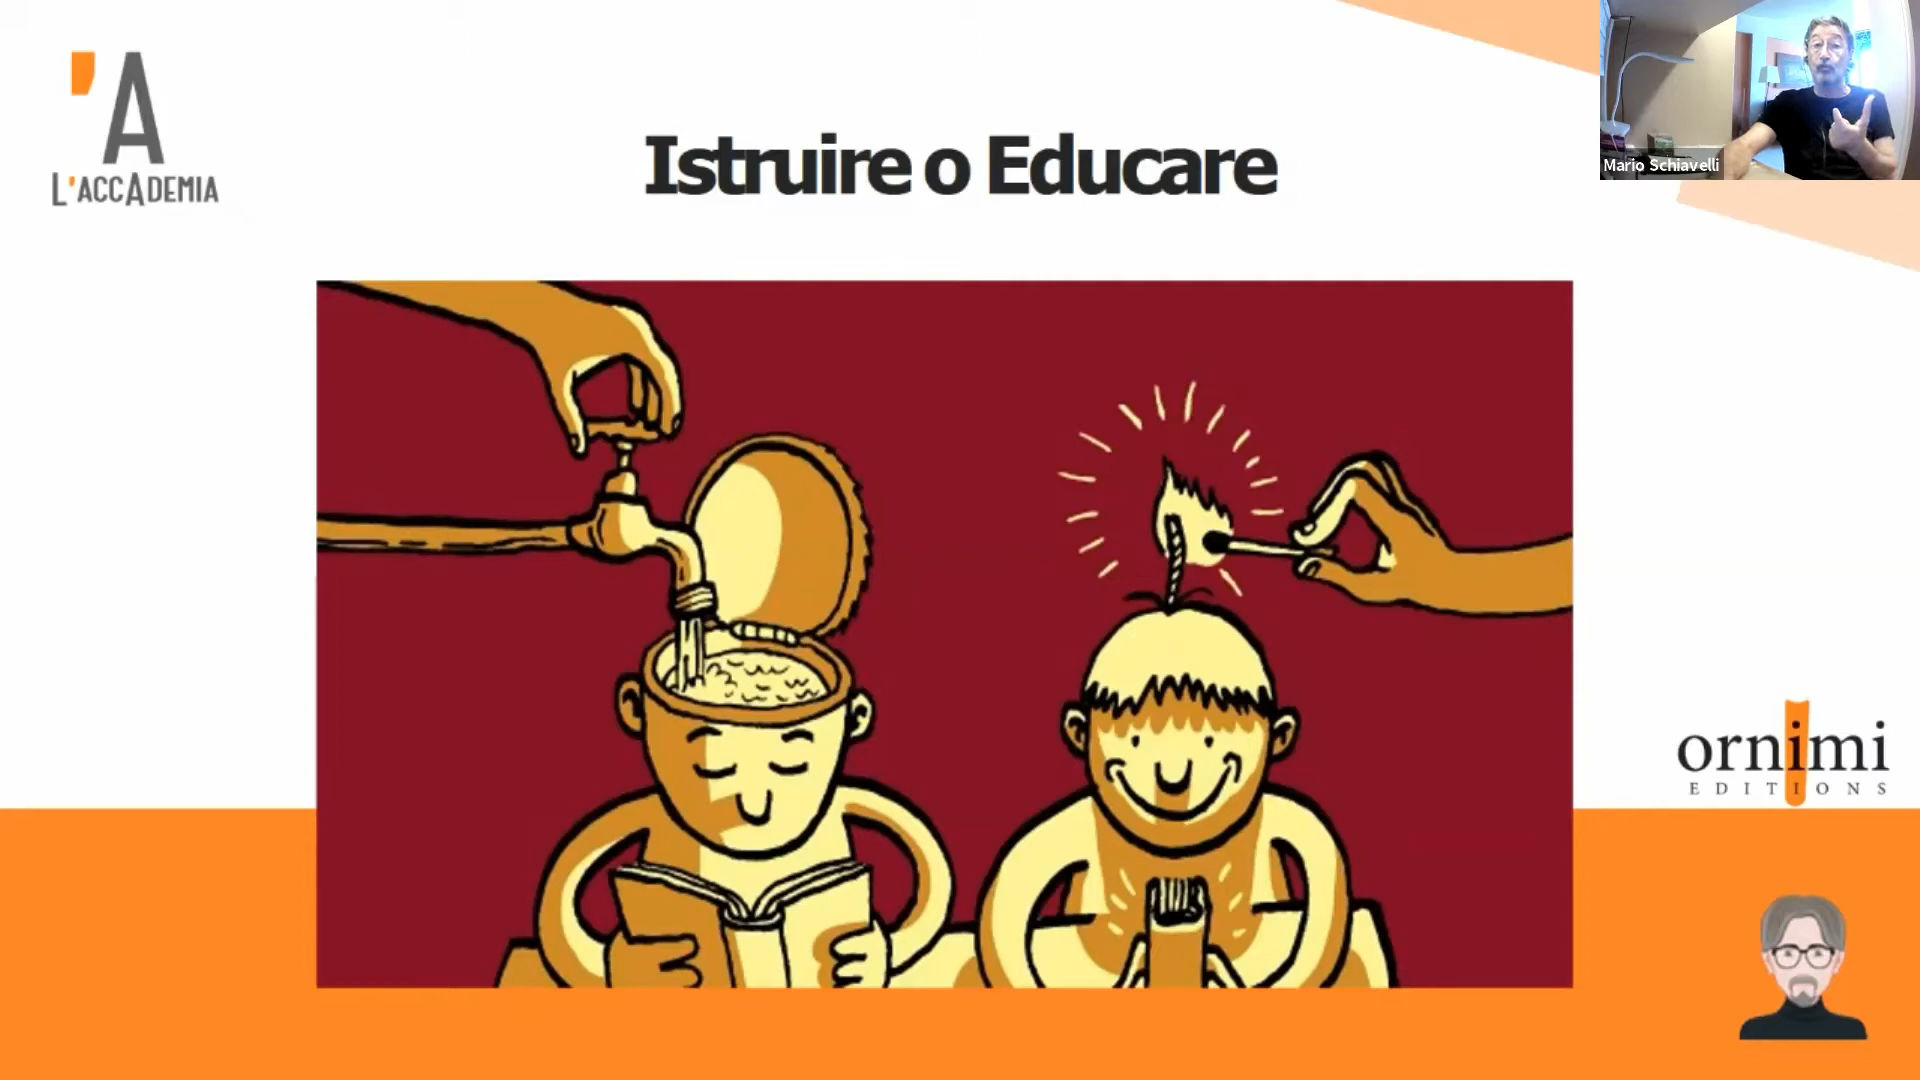 'A
L'ACCADEMIA
Istruire o Educare
Mario Schiavelli
ornimi
EDITIONS